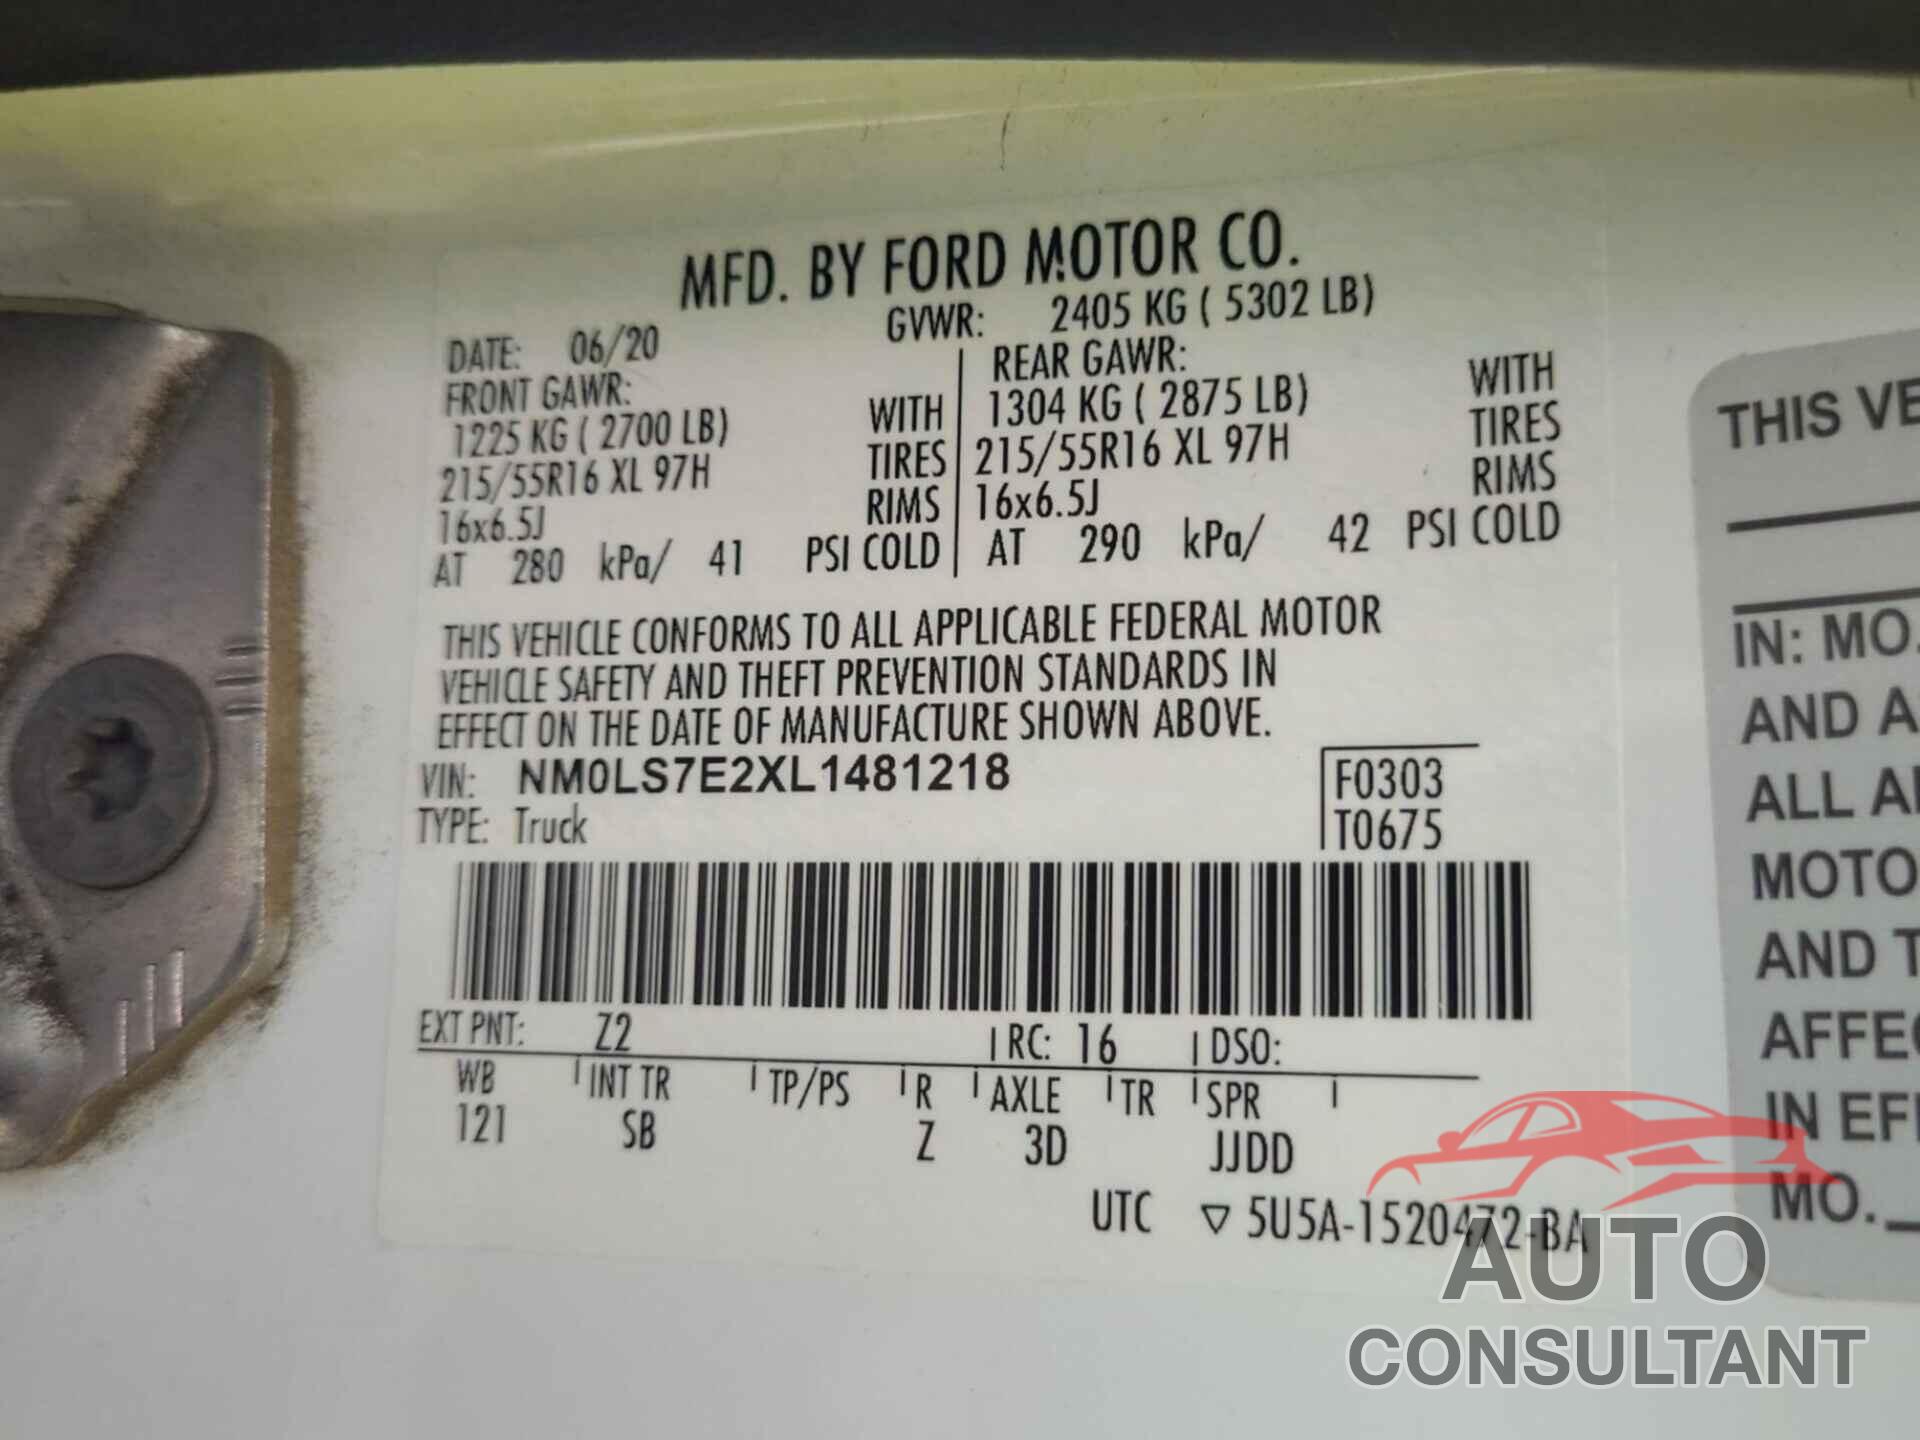 MFD. BY FORD MOTOR CO.
DATE: 06/20 GVWR: 2405 KG ( 5302 LB)
FRONT GAWR: REAR GAWR:
1225 KG ( 2700 LB) WITH 1304 KG ( 2875 LB) WITH
215/55R16 XL 97H TIRES 215/55R16 XL 97H TIRES
16x6.5J RIMS 16x6.5J RIMS
AT 280 kPa/ 41 PSI COLD AT 290 kPa/ 42 PSI COLD
THIS VEHICLE CONFORMS TO ALL APPLICABLE FEDERAL MOTOR
VEHICLE SAFETY AND THEFT PREVENTION STANDARDS IN
EFFECT ON THE DATE OF MANUFACTURE SHOWN ABOVE.
VIN: NM0LS7E2XL1481218 F0303
TYPE: Truck T0675
EXT PNT: Z2 RC: 16 DSO:
WB INT TR TP/PS R AXLE TR SPR
121 SB Z 3D JJDD
UTC ▽ 5U5A-1520472-BA
THIS VE
IN: MO.
AND A
ALL A
MOTO
AND T
AFFE
IN EF
MO.
AUTO
CONSULTANT